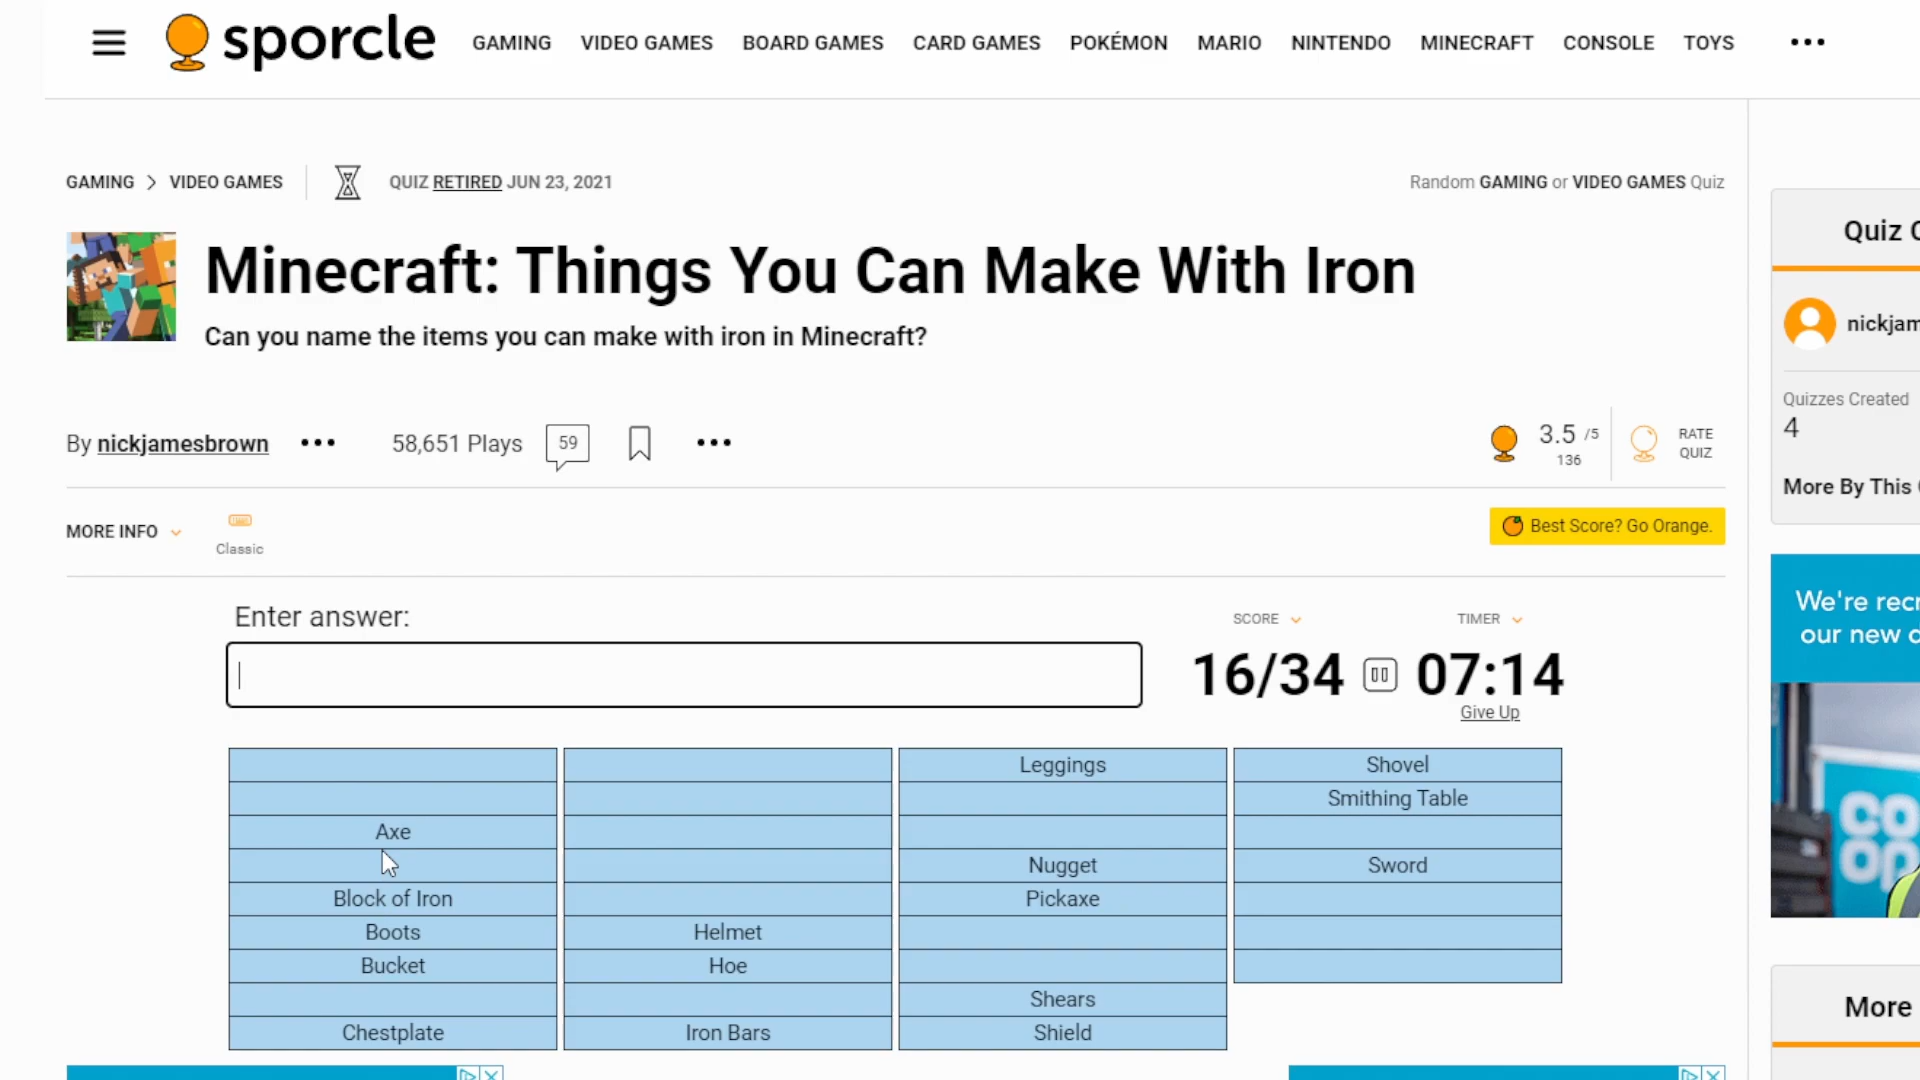 sporcle
GAMING VIDEO GAMES BOARD GAMES CARD GAMES POKÉMON MARIO NINTENDO MINECRAFT CONSOLE TOYS
GAMING > VIDEO GAMES QUIZ RETIRED JUN 23, 2021
Random GAMING or VIDEO GAMES Quiz
Minecraft: Things You Can Make With Iron
Can you name the items you can make with iron in Minecraft?
By nickjamesbrown 58,651 Plays 59
3.5 /5
136
RATE
QUIZ
MORE INFO
Classic
Best Score? Go Orange.
Enter answer:
SCORE TIMER
16/34 07:14
Give Up
Leggings Shovel
Smithing Table
Axe
Nugget Sword
Block of Iron Pickaxe
Boots Helmet
Bucket Hoe
Shears
Chestplate Iron Bars Shield
Quiz
nickjam
Quizzes Created
4
More By This
We're recr
our new
co
op
More